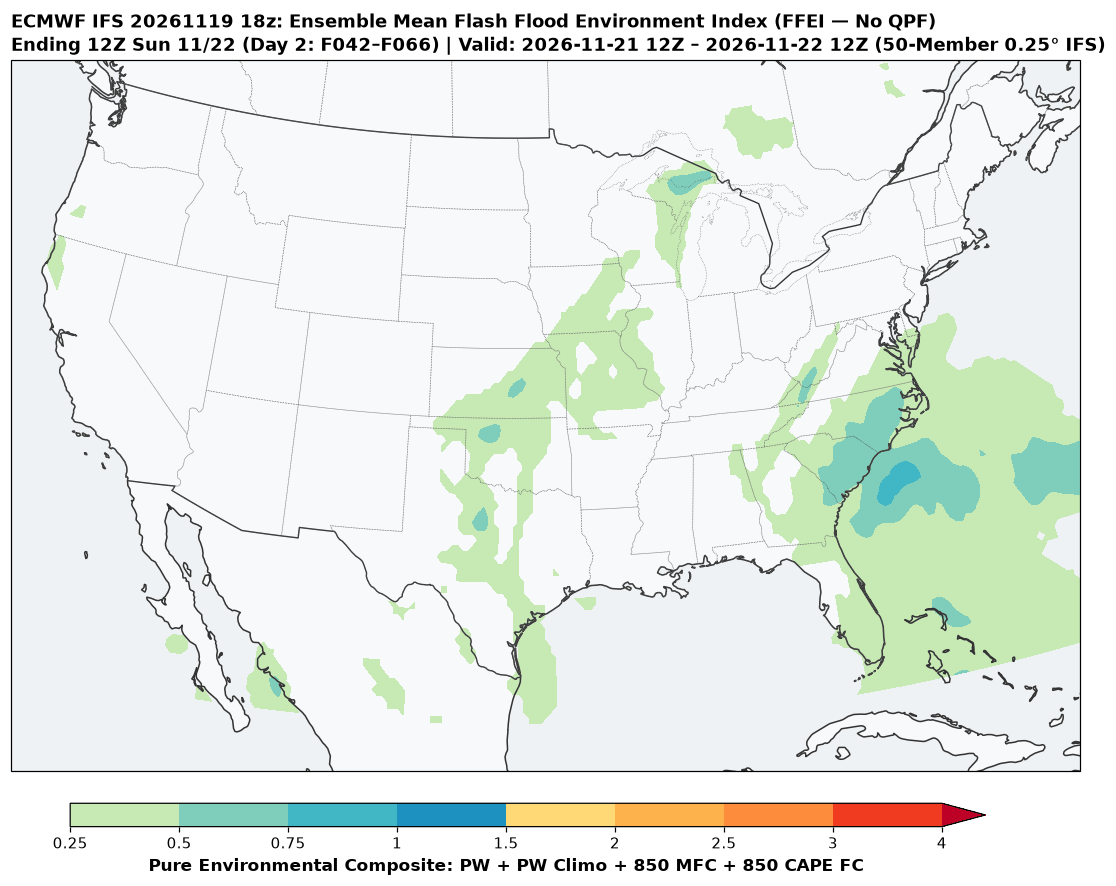 ECMWF IFS 20261119 18z: Ensemble Mean Flash Flood Environment Index (FFEI — No QPF)
Ending 12Z Sun 11/22 (Day 2: F042–F066) | Valid: 2026-11-21 12Z – 2026-11-22 12Z (50-Member 0.25° IFS)
0.25 0.5 0.75 1 1.5 2 2.5 3 4
Pure Environmental Composite: PW + PW Climo + 850 MFC + 850 CAPE FC